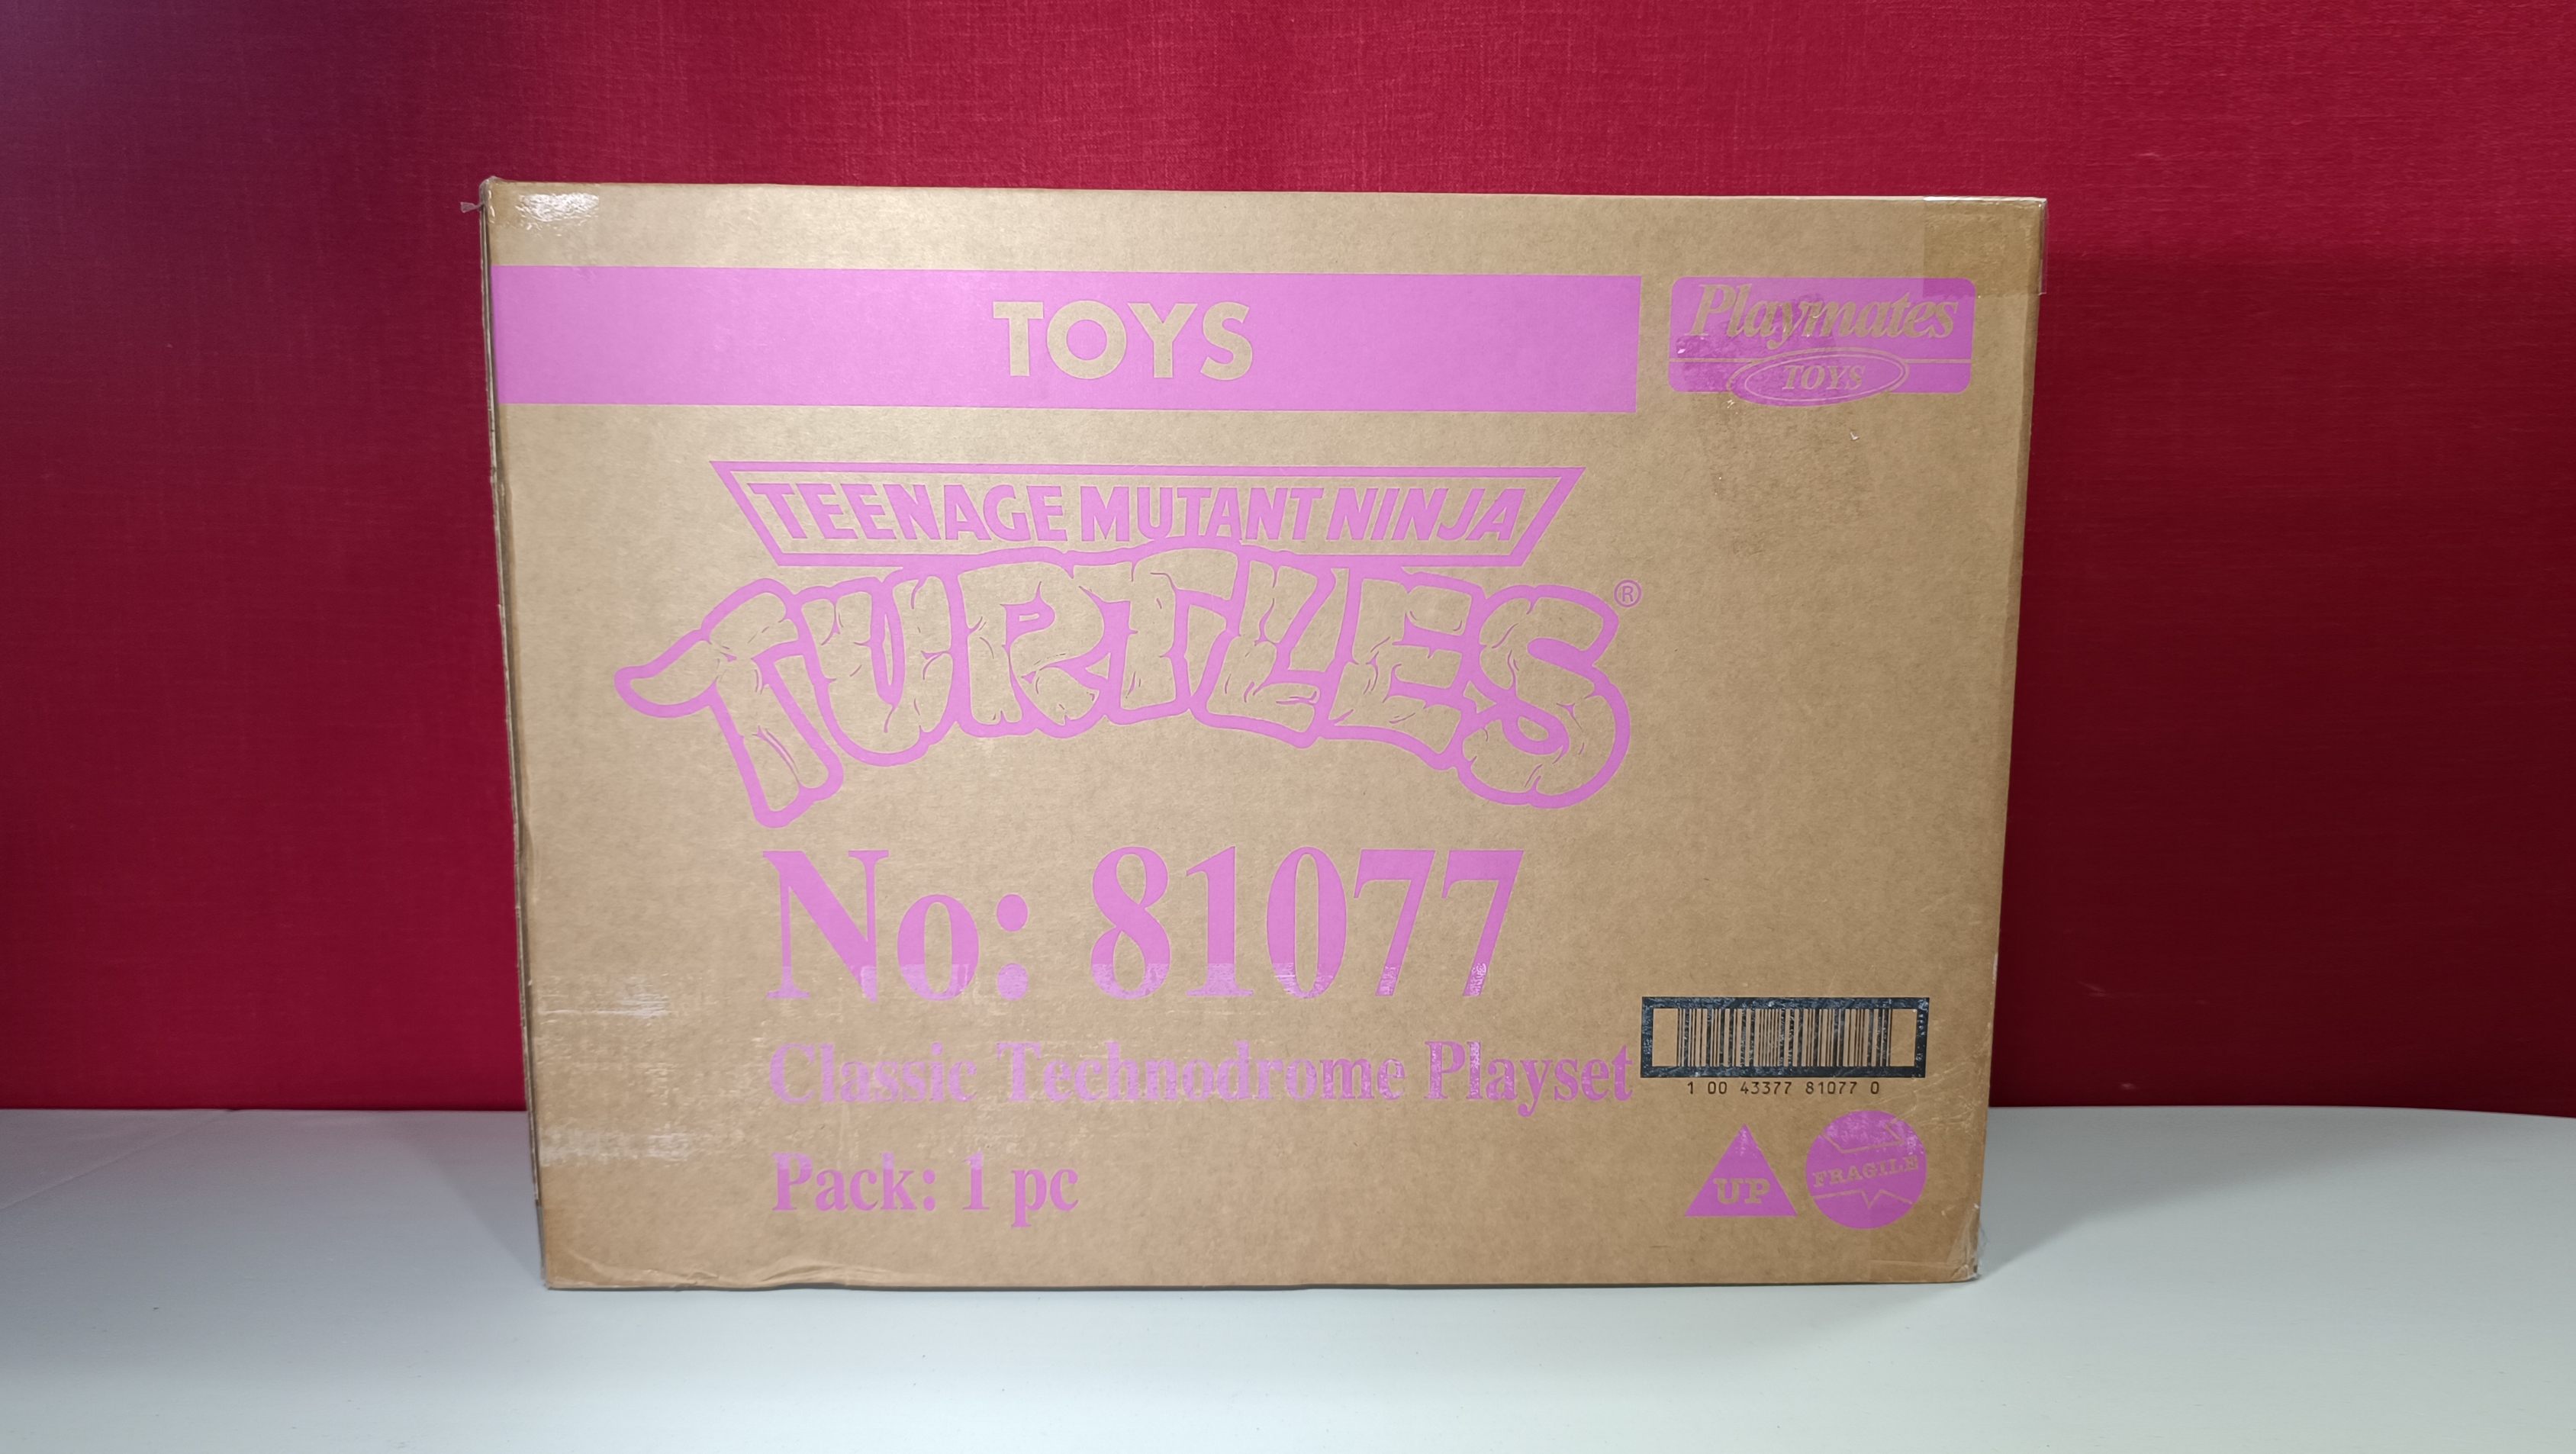 TOYS
Playmates
TOYS
TEENAGE MUTANT NINJA
TURTLES®
No: 81077
Classic Technodrome Playset
1 00 43377 81077 0
Pack: 1 pc
UP
FRAGILE